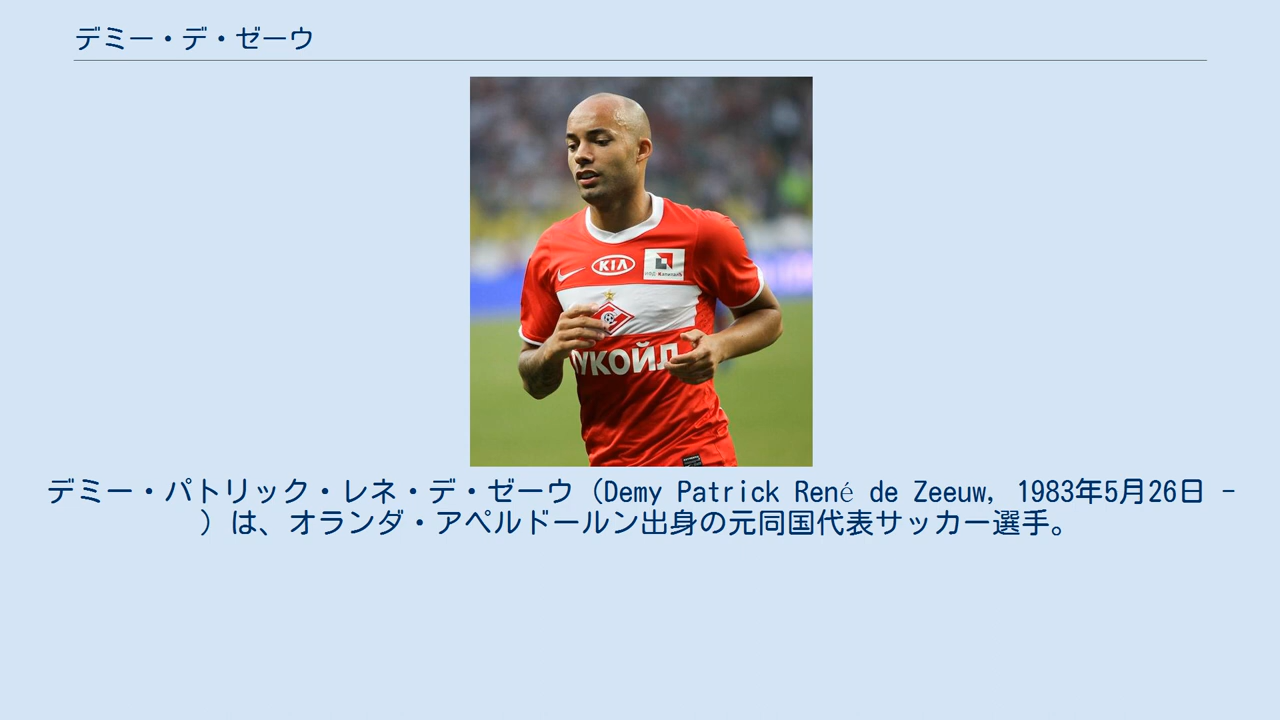 デミー・デ・ゼーウ
KIA
ЛУКОЙЛ
デミー・パトリック・レネ・デ・ゼーウ（Demy Patrick René de Zeeuw, 1983年5月26日 -
）は、オランダ・アペルドールン出身の元同国代表サッカー選手。